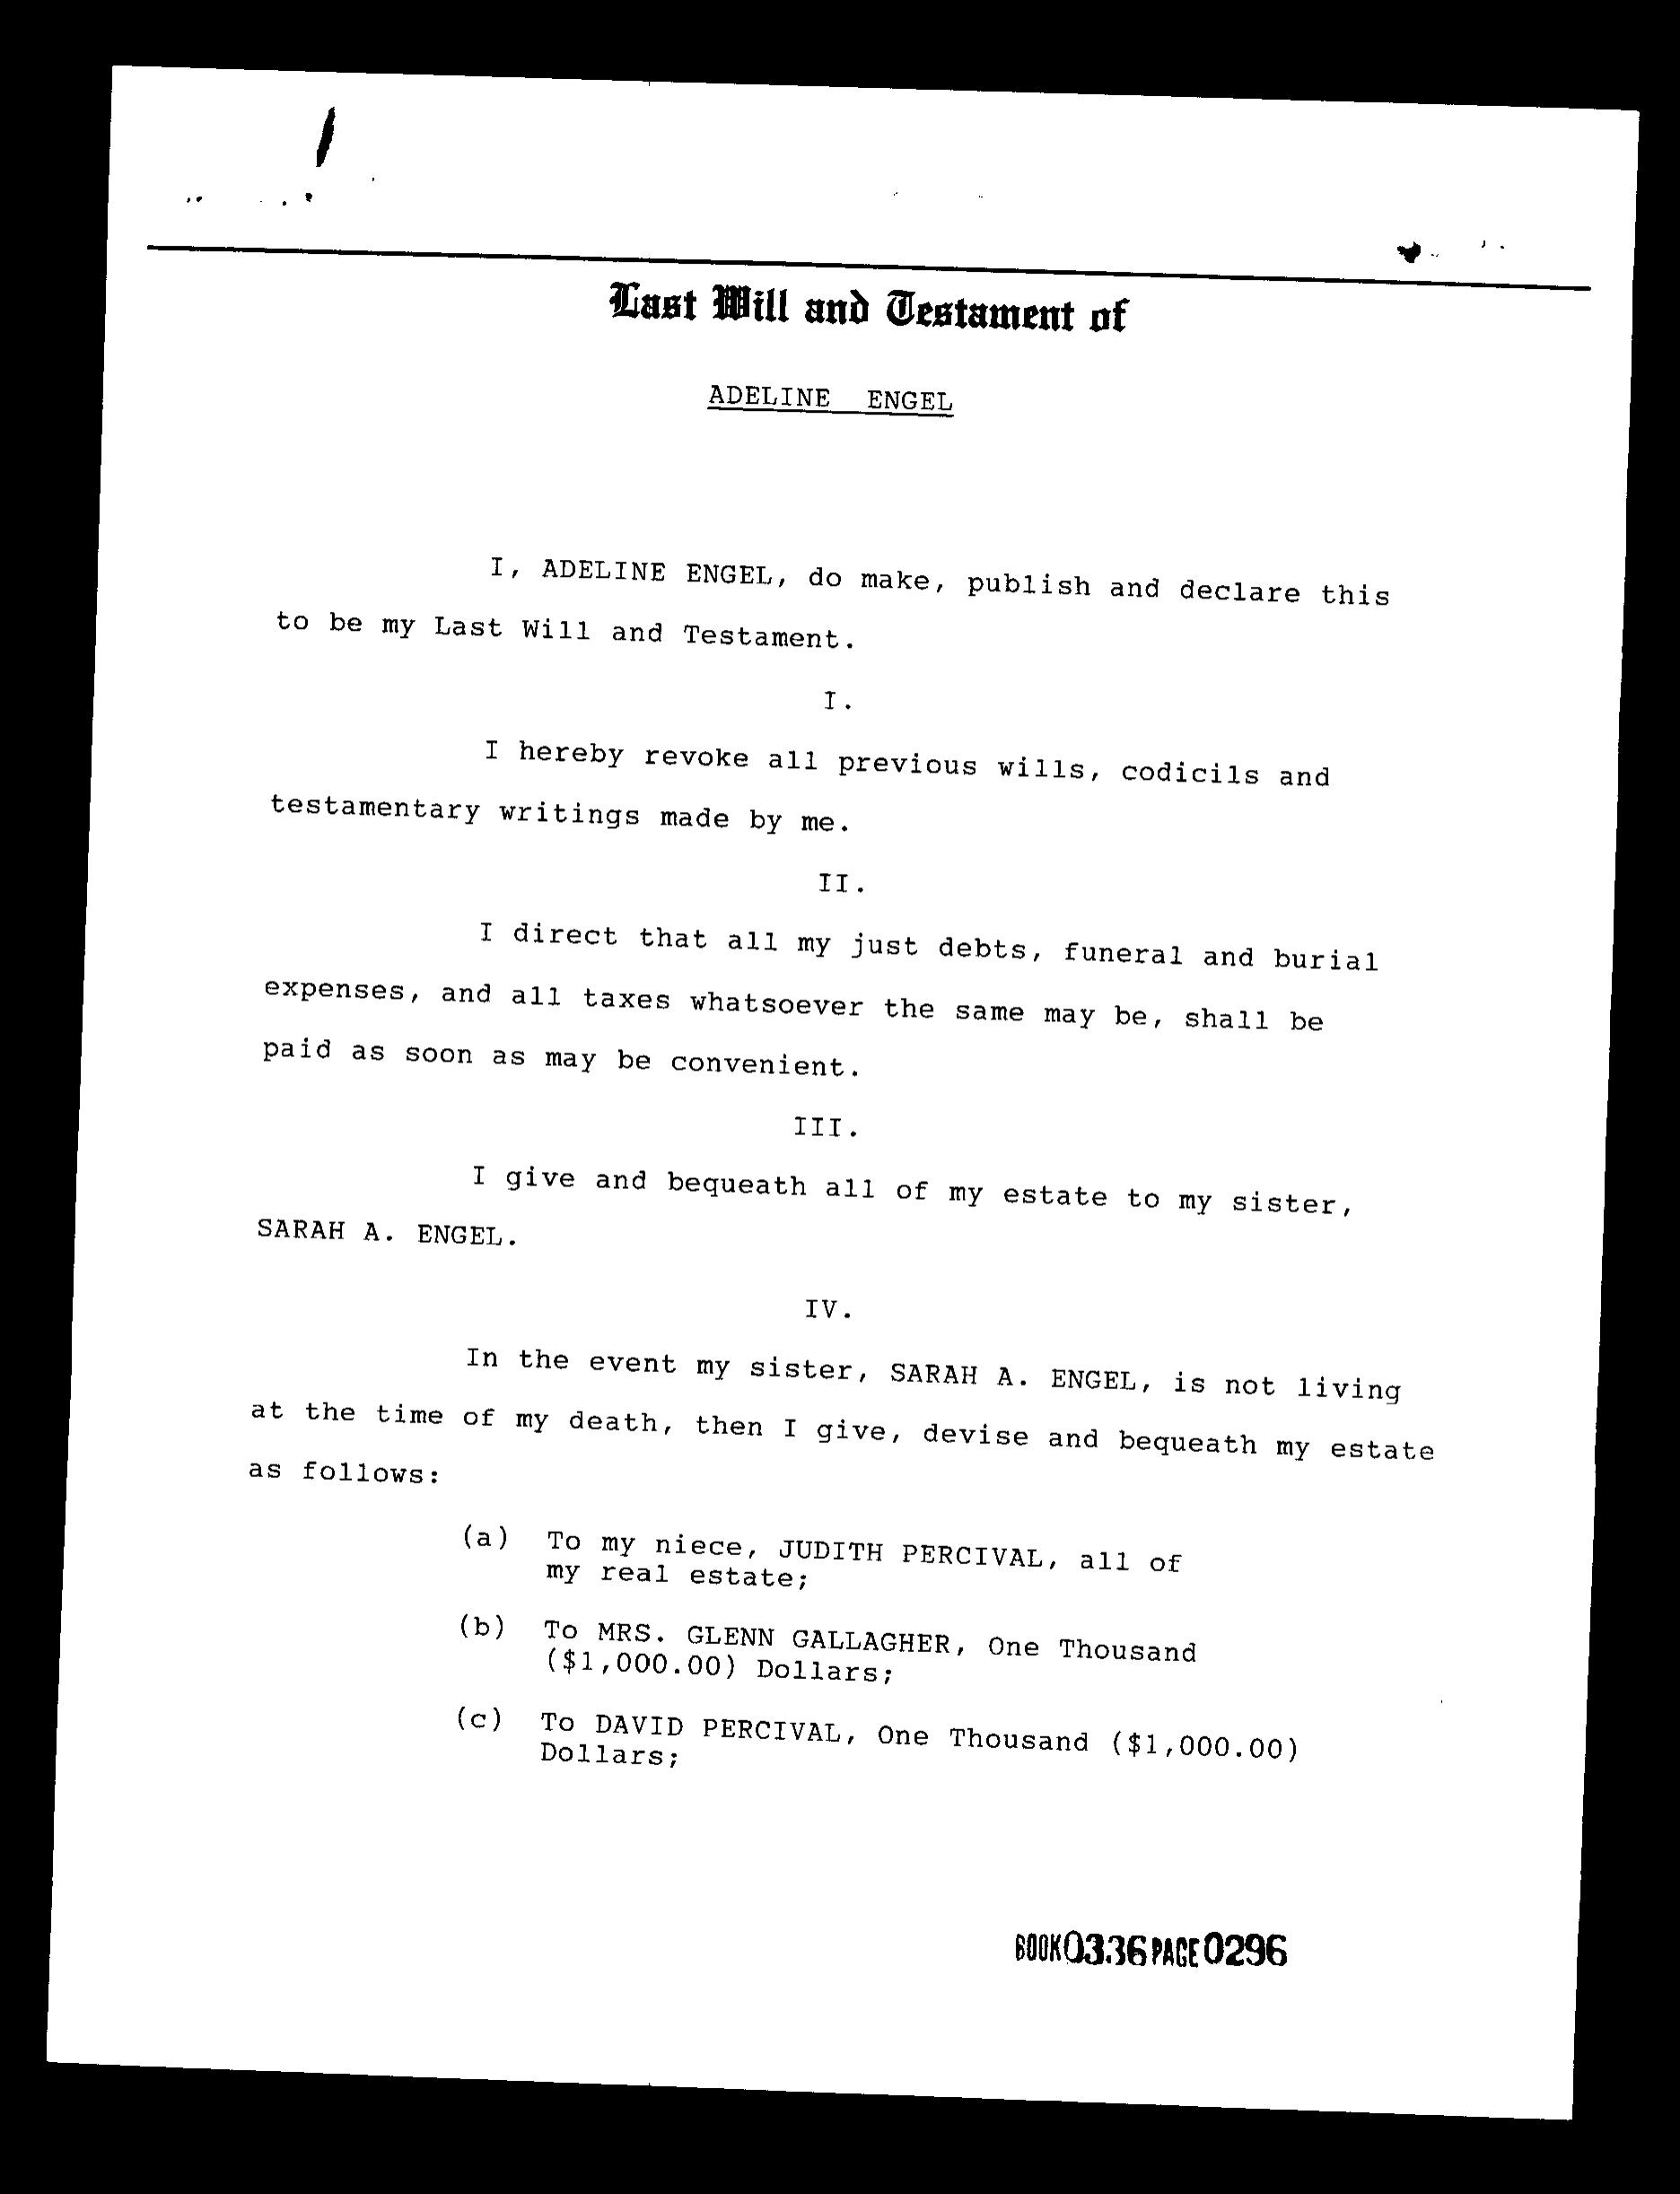 Last Will and Testament of
ADELINE ENGEL
I, ADELINE ENGEL, do make, publish and declare this
to be my Last Will and Testament.
I.
I hereby revoke all previous wills, codicils and
testamentary writings made by me.
II.
I direct that all my just debts, funeral and burial
expenses, and all taxes whatsoever the same may be, shall be
paid as soon as may be convenient.
III.
I give and bequeath all of my estate to my sister,
SARAH A. ENGEL.
IV.
In the event my sister, SARAH A. ENGEL, is not living
at the time of my death, then I give, devise and bequeath my estate
as follows:
(a) To my niece, JUDITH PERCIVAL, all of
my real estate;
(b) To MRS. GLENN GALLAGHER, One Thousand
($1,000.00) Dollars;
(c) To DAVID PERCIVAL, One Thousand ($1,000.00)
Dollars;
BOOK 0336 PAGE 0296